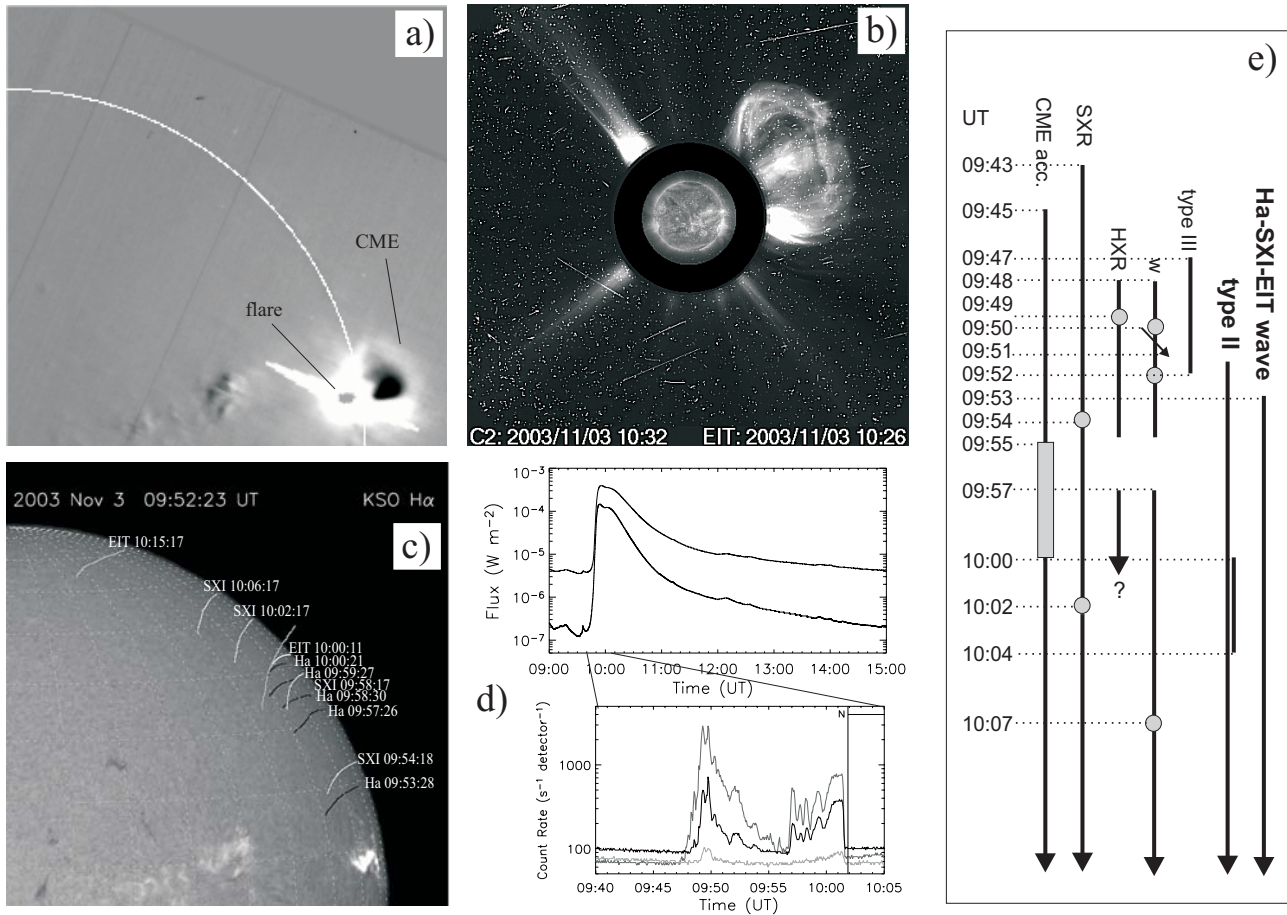 a)
CME
flare
b)
C2: 2003/11/03 10:32 EIT: 2003/11/03 10:26
2003 Nov 3 09:52:23 UT KSO Hα
c)
EIT 10:15:17
SXI 10:06:17
SXI 10:02:17
EIT 10:00:11
Ha 10:00:21
Ha 09:59:27
SXI 09:58:17
Ha 09:58:30
Ha 09:57:26
SXI 09:54:18
Ha 09:53:28
d)
Flux (W m⁻²)
10⁻³
10⁻⁴
10⁻⁵
10⁻⁶
10⁻⁷
09:00 10:00 11:00 12:00 13:00 14:00 15:00
Time (UT)
Count Rate (s⁻¹ detector⁻¹)
1000
100
N
09:40 09:45 09:50 09:55 10:00 10:05
Time (UT)
e)
UT
CME acc.
SXR
HXR
w
type III
type II
Ha-SXI-EIT wave
09:43
09:45
09:47
09:48
09:49
09:50
09:51
09:52
09:53
09:54
09:55
09:57
10:00
?
10:02
10:04
10:07